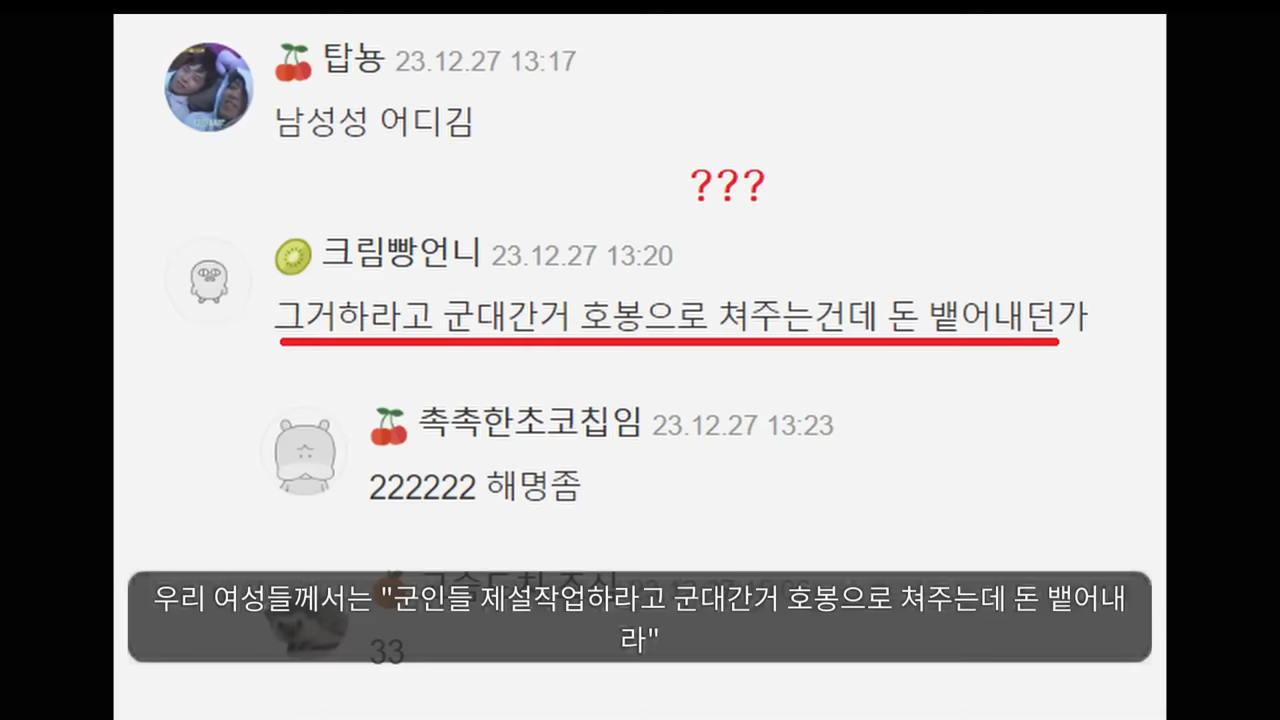 탑뇽 23.12.27 13:17
남성성 어디김
???
크림빵언니 23.12.27 13:20
그거하라고 군대간거 호봉으로 쳐주는건데 돈 뱉어내던가
촉촉한초코칩임 23.12.27 13:23
222222 해명좀
우리 여성들께서는 "군인들 제설작업하라고 군대간거 호봉으로 쳐주는데 돈 뱉어내
라"
33